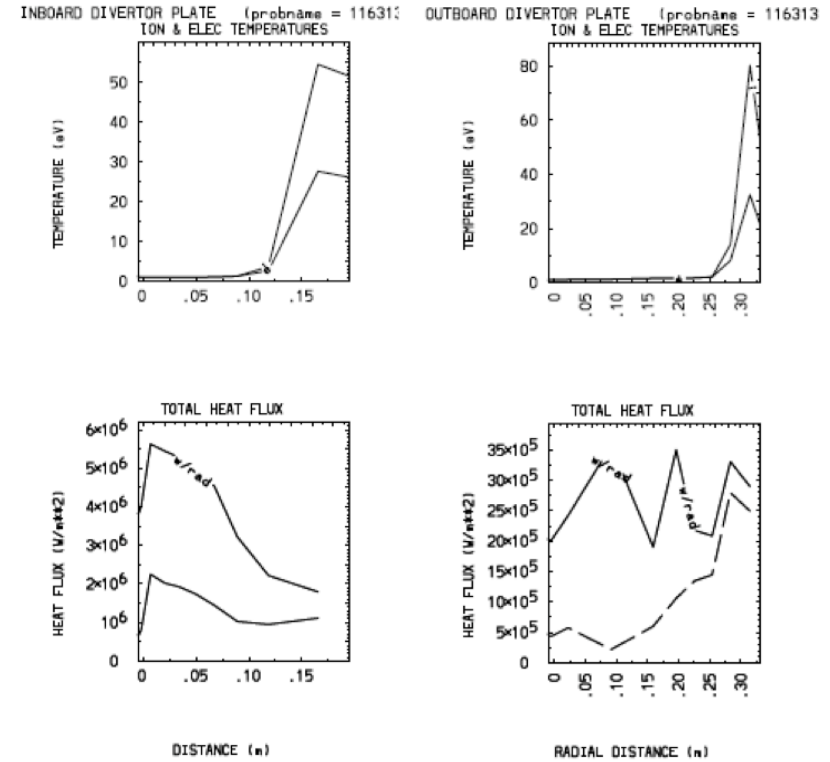 INBOARD DIVERTOR PLATE (probname = 116313
ION & ELEC TEMPERATURES
TEMPERATURE (eV)
50
40
30
20
10
0
0 .05 .10 .15
OUTBOARD DIVERTOR PLATE (probname = 116313
ION & ELEC TEMPERATURES
TEMPERATURE (eV)
80
60
40
20
0
0 .05 .10 .15 .20 .25 .30
TOTAL HEAT FLUX
HEAT FLUX (W/m**2)
6×106
5×106
4×106
3×106
2×106
106
0
w/rad
0 .05 .10 .15
DISTANCE (m)
TOTAL HEAT FLUX
HEAT FLUX (W/m**2)
35×105
30×105
25×105
20×105
15×105
10×105
5×105
0
w/rad
w/rad
0 .05 .10 .15 .20 .25 .30
RADIAL DISTANCE (m)